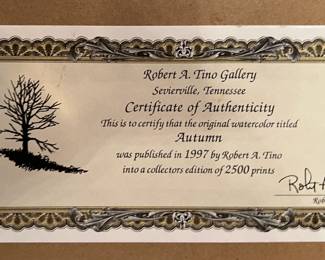 Robert A. Tino Gallery
Sevierville, Tennessee
Certificate of Authenticity
This is to certify that the original watercolor titled
Autumn
was published in 1997 by Robert A. Tino
into a collectors edition of 2500 prints